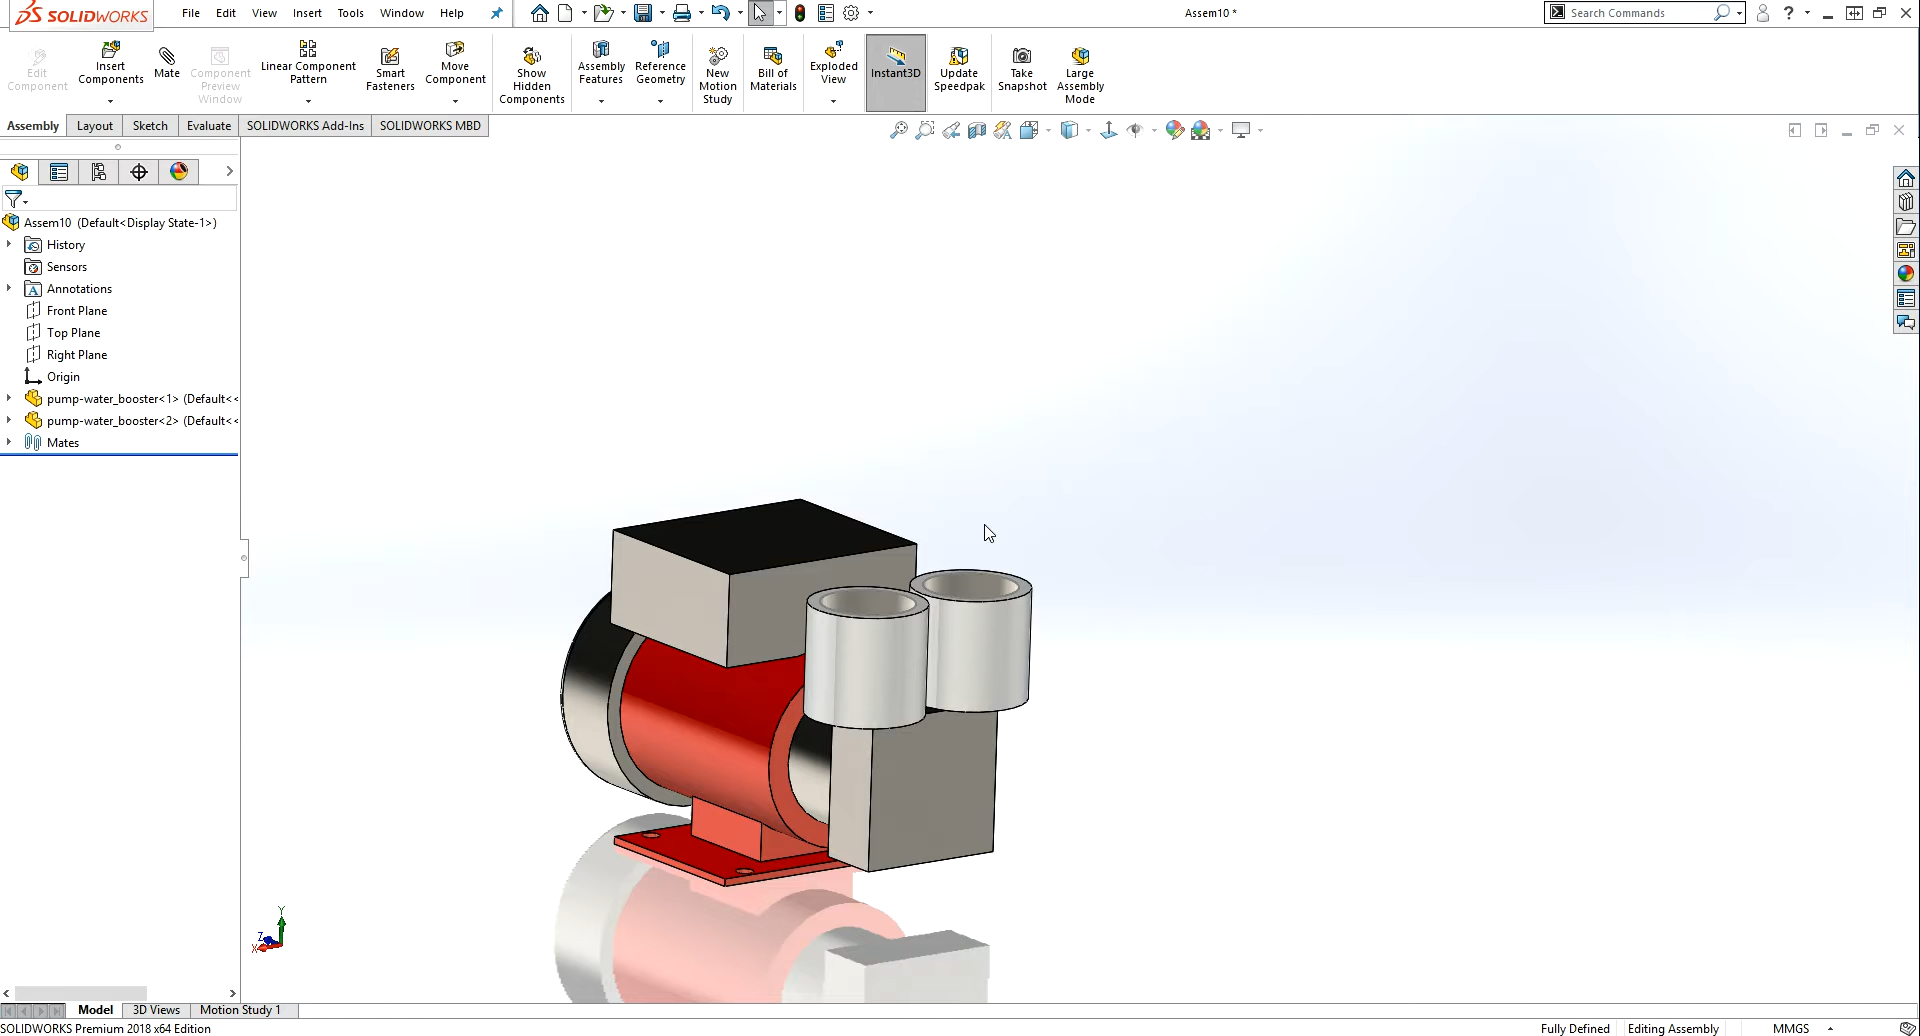 SOLIDWORKS File Edit View Insert Tools Window Help Assem10 * Search Commands ?
Edit Component
Insert Components
Mate
Component Preview Window
Linear Component Pattern
Smart Fasteners
Move Component
Show Hidden Components
Assembly Features
Reference Geometry
New Motion Study
Bill of Materials
Exploded View
Instant3D
Update Speedpak
Take Snapshot
Large Assembly Mode
Assembly Layout Sketch Evaluate SOLIDWORKS Add-Ins SOLIDWORKS MBD
Assem10 (Default<Display State-1>)
History
Sensors
A Annotations
Front Plane
Top Plane
Right Plane
Origin
pump-water_booster<1> (Default<<
pump-water_booster<2> (Default<<
Mates
Y
Z
X
Model 3D Views Motion Study 1
SOLIDWORKS Premium 2018 x64 Edition Fully Defined Editing Assembly MMGS